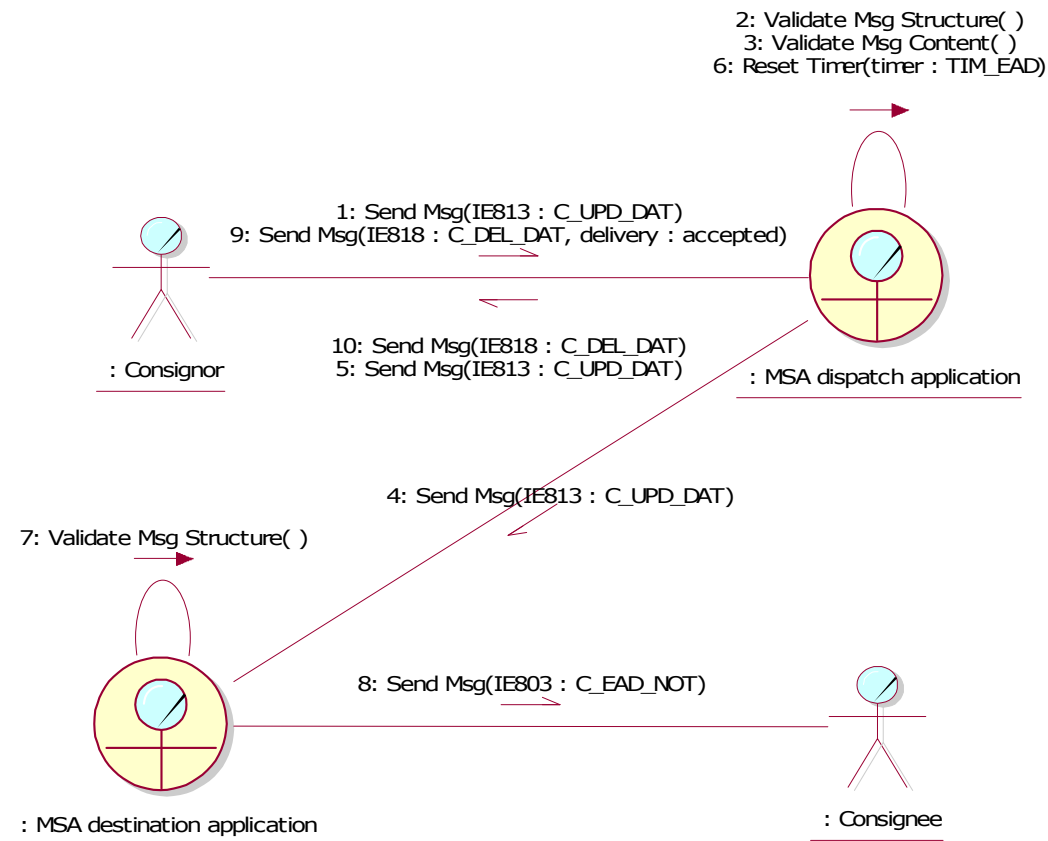 2: Validate Msg Structure( )
3: Validate Msg Content( )
6: Reset Timer(timer : TIM_EAD)
1: Send Msg(IE813 : C_UPD_DAT)
9: Send Msg(IE818 : C_DEL_DAT, delivery : accepted)
10: Send Msg(IE818 : C_DEL_DAT)
5: Send Msg(IE813 : C_UPD_DAT)
: Consignor
: MSA dispatch application
4: Send Msg(IE813 : C_UPD_DAT)
7: Validate Msg Structure( )
8: Send Msg(IE803 : C_EAD_NOT)
: MSA destination application
: Consignee